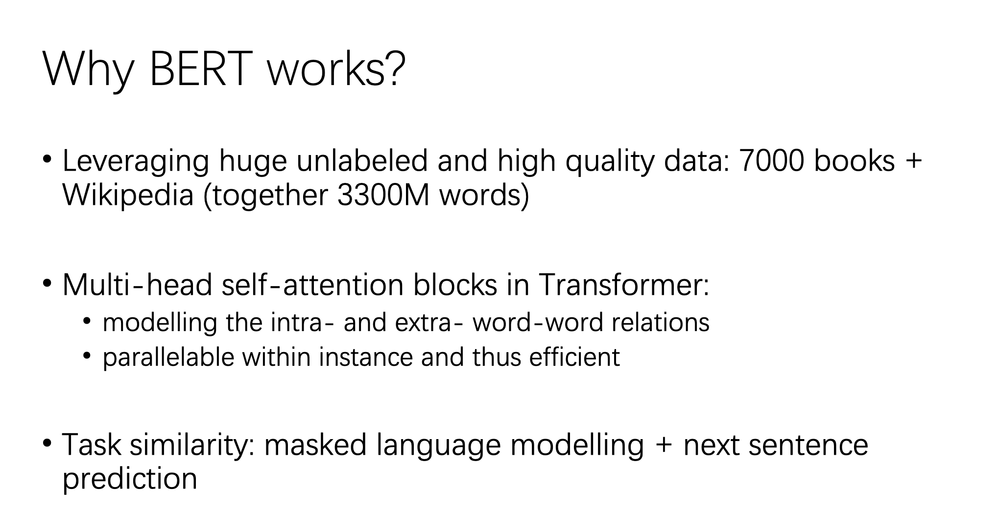 Why BERT works?
• Leveraging huge unlabeled and high quality data: 7000 books +
Wikipedia (together 3300M words)
• Multi-head self-attention blocks in Transformer:
• modelling the intra- and extra- word-word relations
• parallelable within instance and thus efficient
• Task similarity: masked language modelling + next sentence
prediction